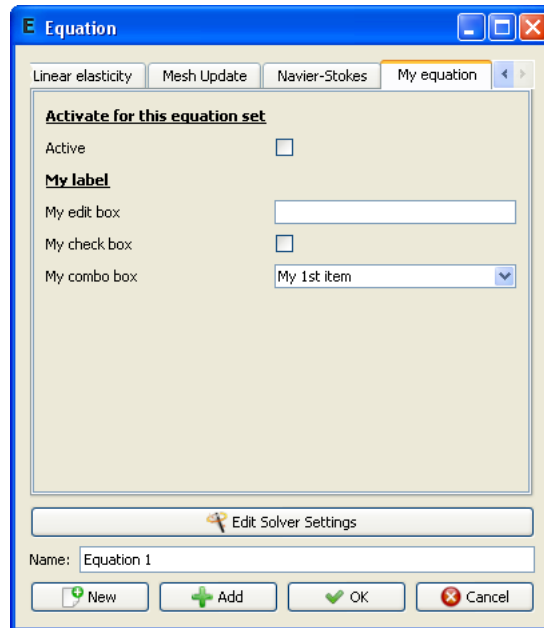 E Equation
Linear elasticity Mesh Update Navier-Stokes My equation
Activate for this equation set
Active
My label
My edit box
My check box
My combo box My 1st item
Edit Solver Settings
Name: Equation 1
New Add OK Cancel